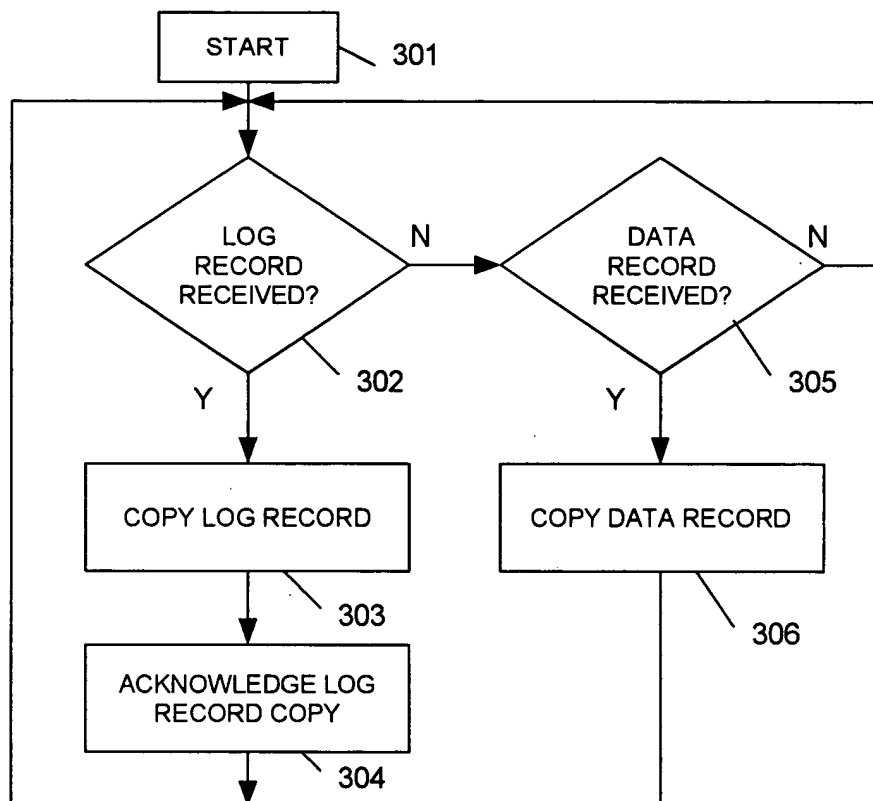 START
301
LOG
RECORD
RECEIVED?
N
302
Y
DATA
RECORD
RECEIVED?
N
305
Y
COPY LOG RECORD
303
COPY DATA RECORD
306
ACKNOWLEDGE LOG
RECORD COPY
304